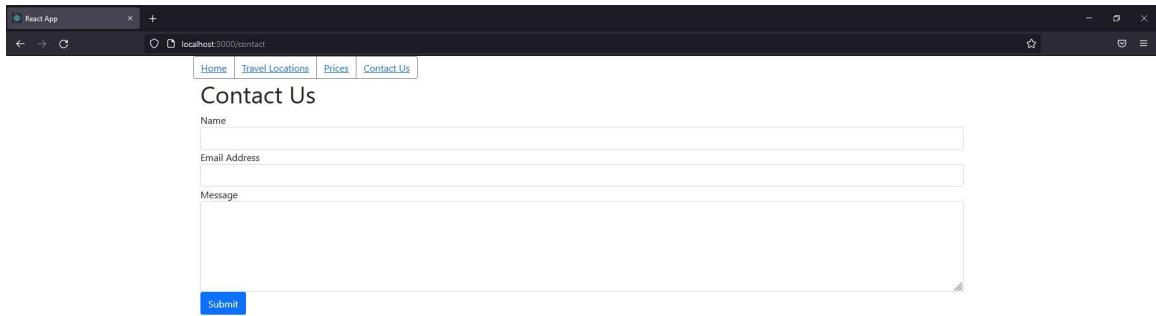 React App
localhost:3000/contact
Home Travel Locations Prices Contact Us
Contact Us
Name
Email Address
Message
Submit